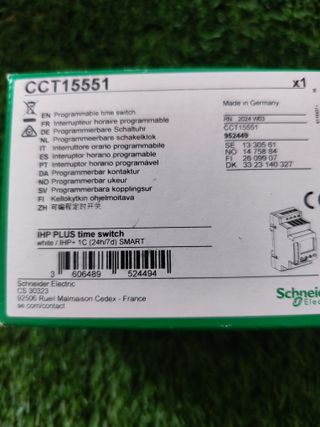 CCT15551
x1
EN Programmable time switch
FR Interrupteur horaire programmable
DE Programmierbare Schaltuhr
NL Programmeerbare schakelklok
IT Interruttore orario programmabile
ES Interruptor horario programable
PT Interruptor horário programável
DA Programmerbar kontaktur
NO Programmerbar ukeur
SV Programmerbara kopplingsur
FI Kellokytkin ohjelmoitava
ZH 可编程定时开关
Made in Germany
RN 2024 W03
CCT15551
952449
SE 13 305 61
NO 14 758 84
FI 26 099 07
DK 33 23 140 327
IHP PLUS time switch
white / IHP+ 1C (24h/7d) SMART
3 606489 524494
Schneider Electric
CS 30323
92506 Rueil Malmaison Cedex - France
se.com/contact
Schneider
Electric